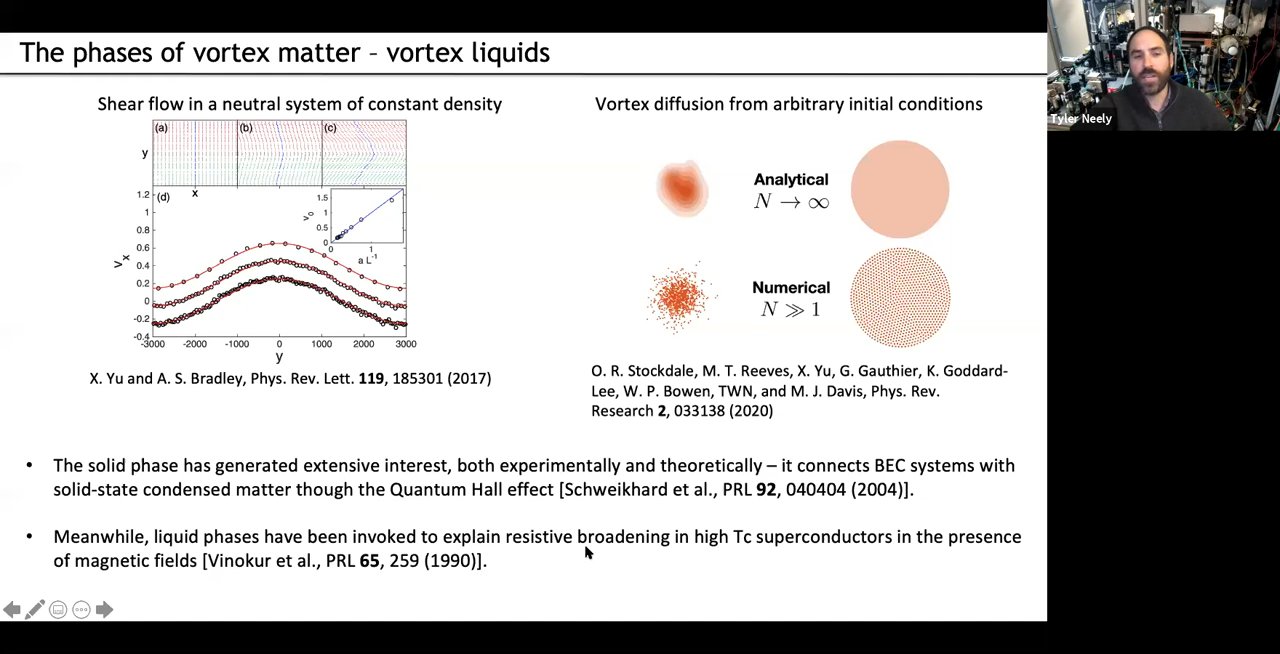 The phases of vortex matter – vortex liquids
Tyler Neely
Shear flow in a neutral system of constant density
(a)
(b)
(c)
y
x
(d)
1.2
1
0.8
0.6
0.4
0.2
0
-0.2
-0.4
v_x
1.5
1
0.5
0
v_0
0
1
a L^-1
-3000
-2000
-1000
0
1000
2000
3000
y
X. Yu and A. S. Bradley, Phys. Rev. Lett. 119, 185301 (2017)
Vortex diffusion from arbitrary initial conditions
Analytical
N → ∞
Numerical
N ≫ 1
O. R. Stockdale, M. T. Reeves, X. Yu, G. Gauthier, K. Goddard-
Lee, W. P. Bowen, TWN, and M. J. Davis, Phys. Rev.
Research 2, 033138 (2020)
• The solid phase has generated extensive interest, both experimentally and theoretically – it connects BEC systems with
solid-state condensed matter though the Quantum Hall effect [Schweikhard et al., PRL 92, 040404 (2004)].
• Meanwhile, liquid phases have been invoked to explain resistive broadening in high Tc superconductors in the presence
of magnetic fields [Vinokur et al., PRL 65, 259 (1990)].